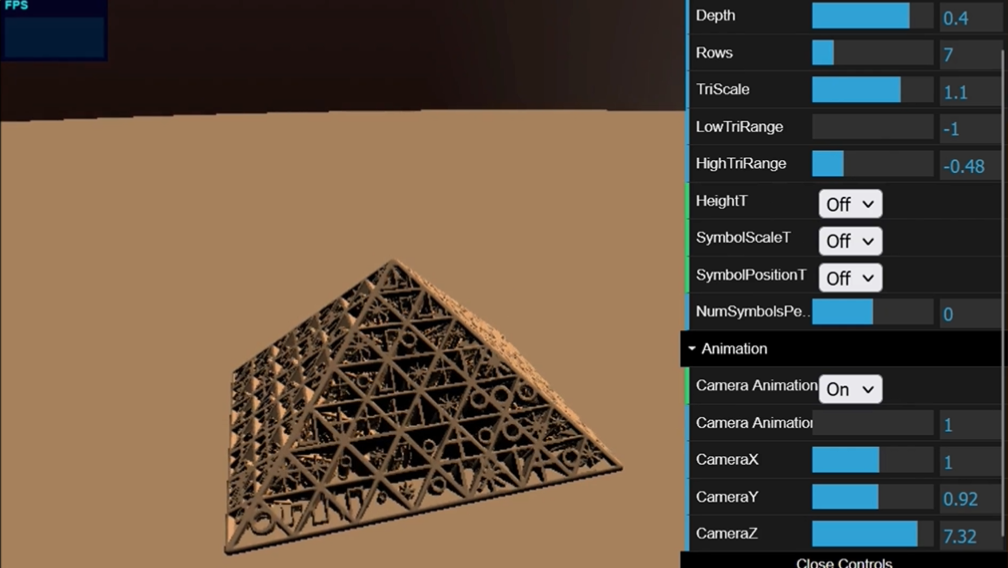 FPS
Depth 0.4
Rows 7
TriScale 1.1
LowTriRange -1
HighTriRange -0.48
HeightT Off
SymbolScaleT Off
SymbolPositionT Off
NumSymbolsPe.. 0
Animation
Camera Animation On
Camera Animation 1
CameraX 1
CameraY 0.92
CameraZ 7.32
Close Controls